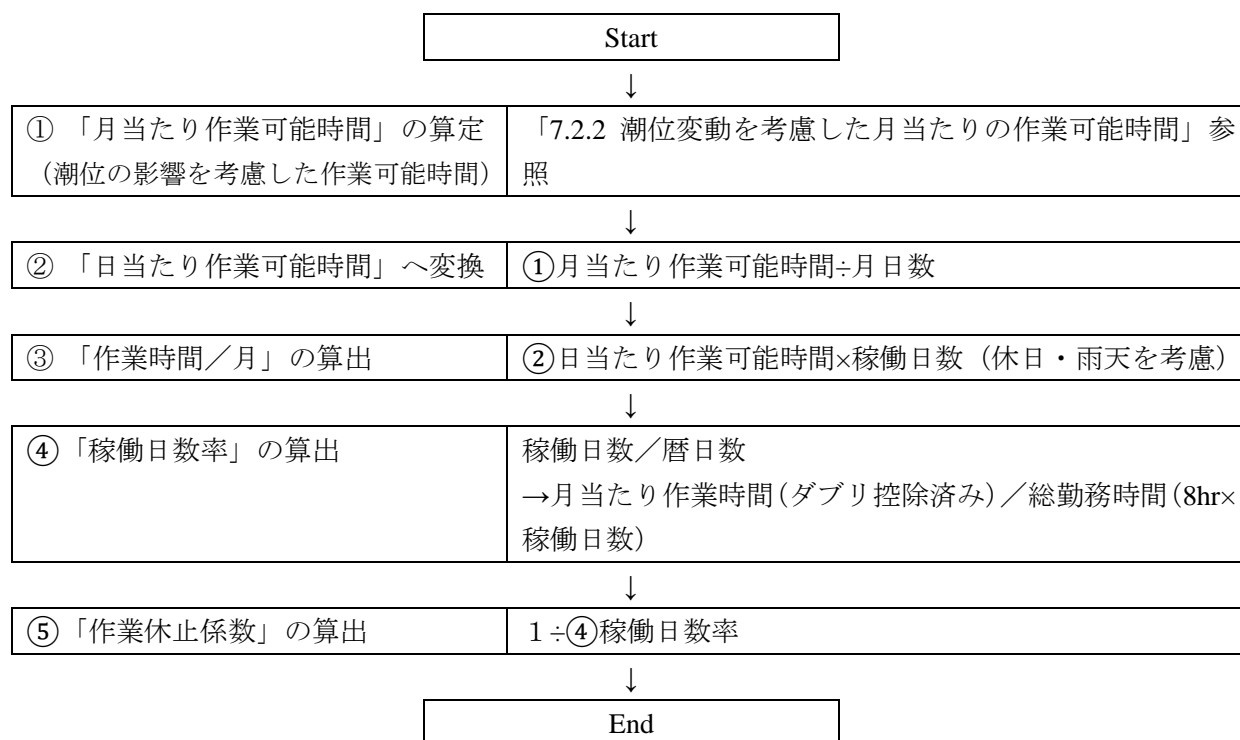 Start
↓
① 「月当たり作業可能時間」の算定 「7.2.2 潮位変動を考慮した月当たりの作業可能時間」参
(潮位の影響を考慮した作業可能時間) 照
↓
② 「日当たり作業可能時間」へ変換 ①月当たり作業可能時間÷月日数
↓
③ 「作業時間/月」の算出 ②日当たり作業可能時間×稼働日数(休日・雨天を考慮)
↓
④「稼働日数率」の算出 稼働日数/暦日数
→月当たり作業時間(ダブリ控除済み)/総勤務時間(8hr×
稼働日数)
↓
⑤「作業休止係数」の算出 1÷④稼働日数率
↓
End